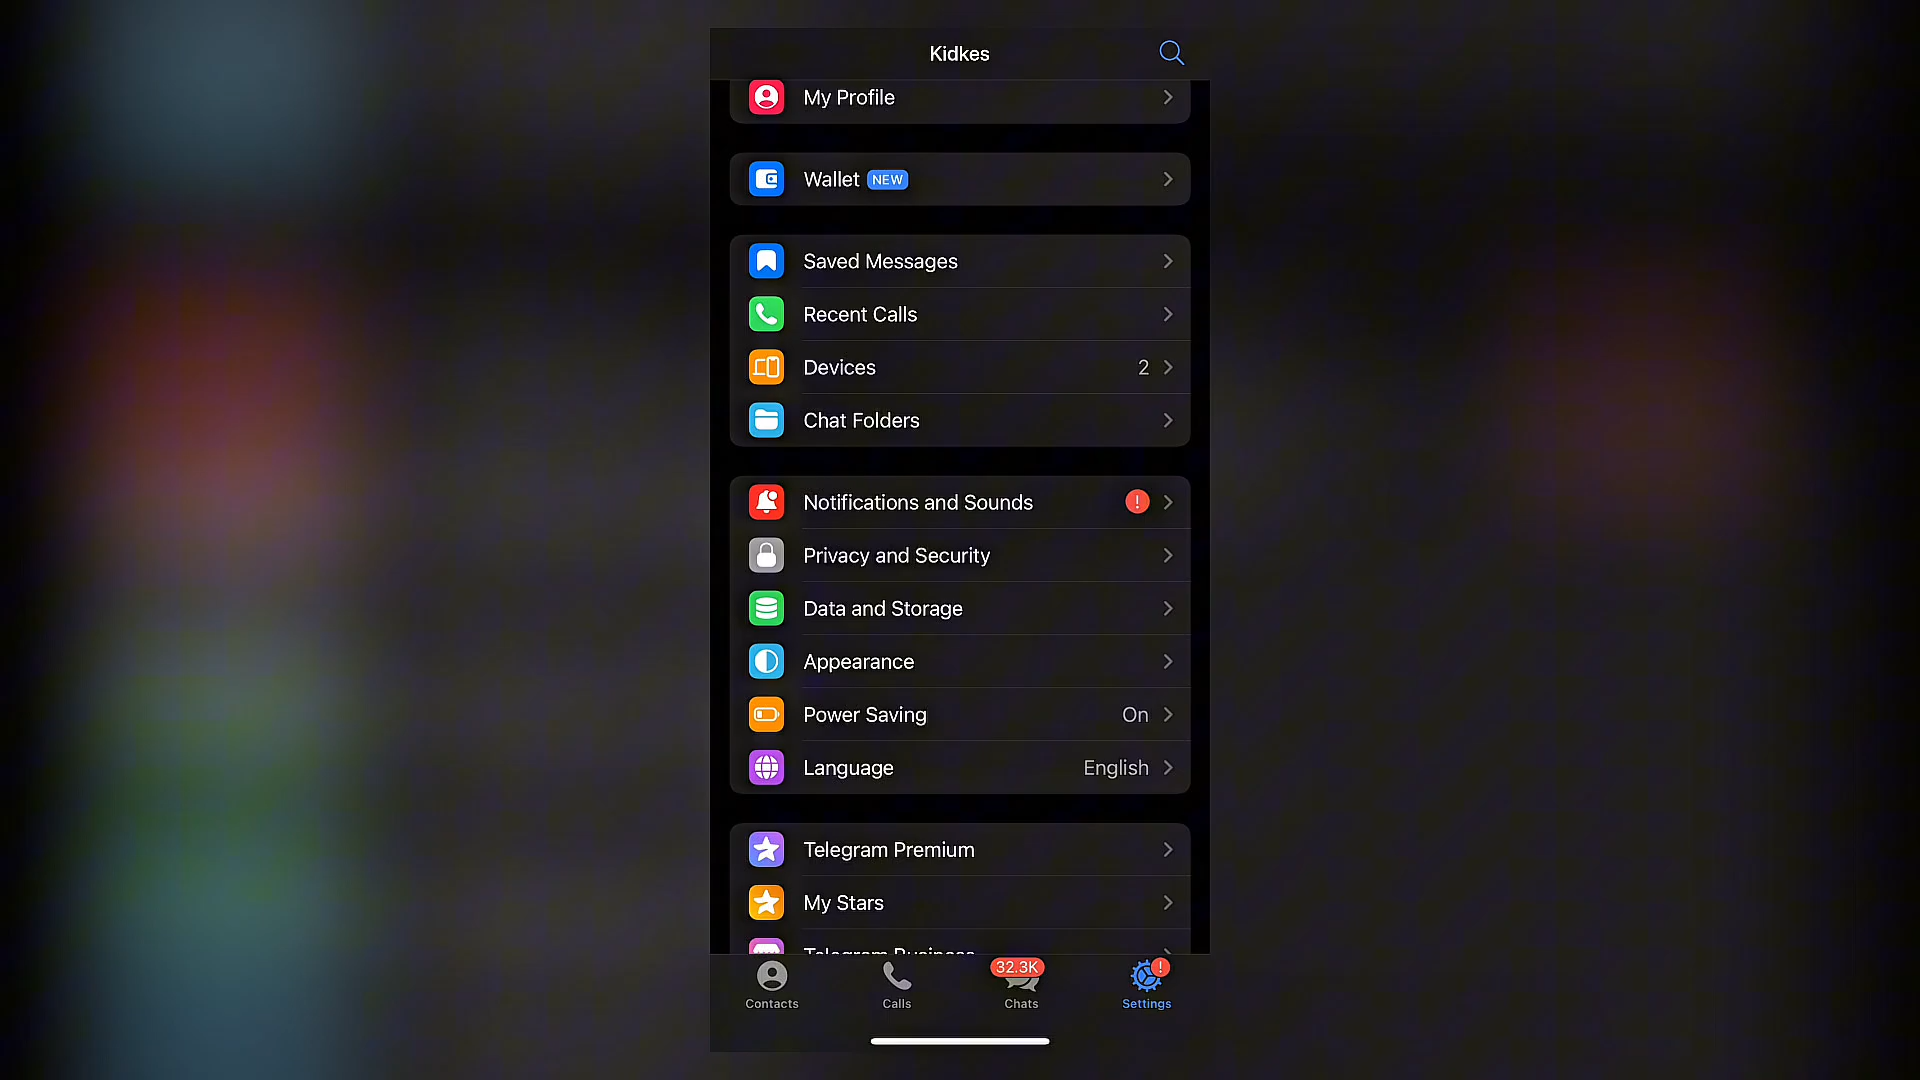 Kidkes
My Profile
Wallet NEW
Saved Messages
Recent Calls
Devices 2
Chat Folders
Notifications and Sounds !
Privacy and Security
Data and Storage
Appearance
Power Saving On
Language English
Telegram Premium
My Stars
Telegram Business
32.3K !
Contacts Calls Chats Settings